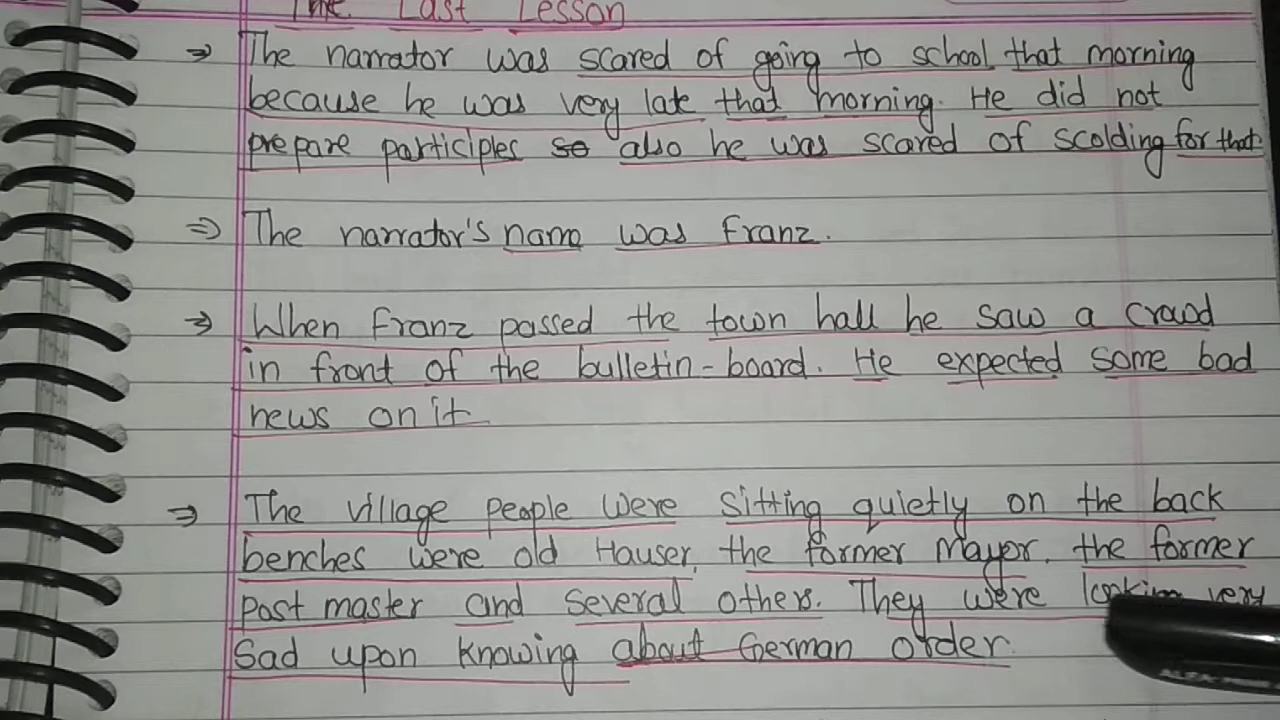 The Last Lesson
⇒ The narrator was scared of going to school that morning
because he was very late that morning. He did not
prepare participles so also he was scared of scolding for that.
⇒ The narrator's name was Franz.
⇒ When Franz passed the town hall he saw a craod
in front of the bulletin-board. He expected some bad
news on it
⇒ The village people were sitting quietly on the back
benches were old Hauser, the former Mayor. the former
Post master and several others. They were looking very
Sad upon knowing about German order.